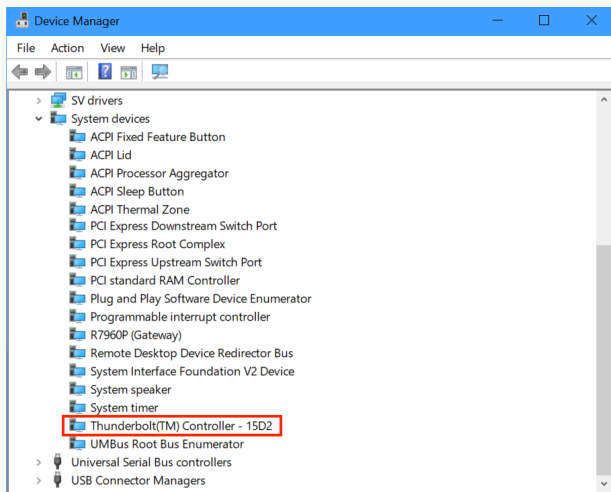 Device Manager
File Action View Help
SV drivers
System devices
ACPI Fixed Feature Button
ACPI Lid
ACPI Processor Aggregator
ACPI Sleep Button
ACPI Thermal Zone
PCI Express Downstream Switch Port
PCI Express Root Complex
PCI Express Upstream Switch Port
PCI standard RAM Controller
Plug and Play Software Device Enumerator
Programmable interrupt controller
R7960P (Gateway)
Remote Desktop Device Redirector Bus
System Interface Foundation V2 Device
System speaker
System timer
Thunderbolt(TM) Controller - 15D2
UMBus Root Bus Enumerator
Universal Serial Bus controllers
USB Connector Managers